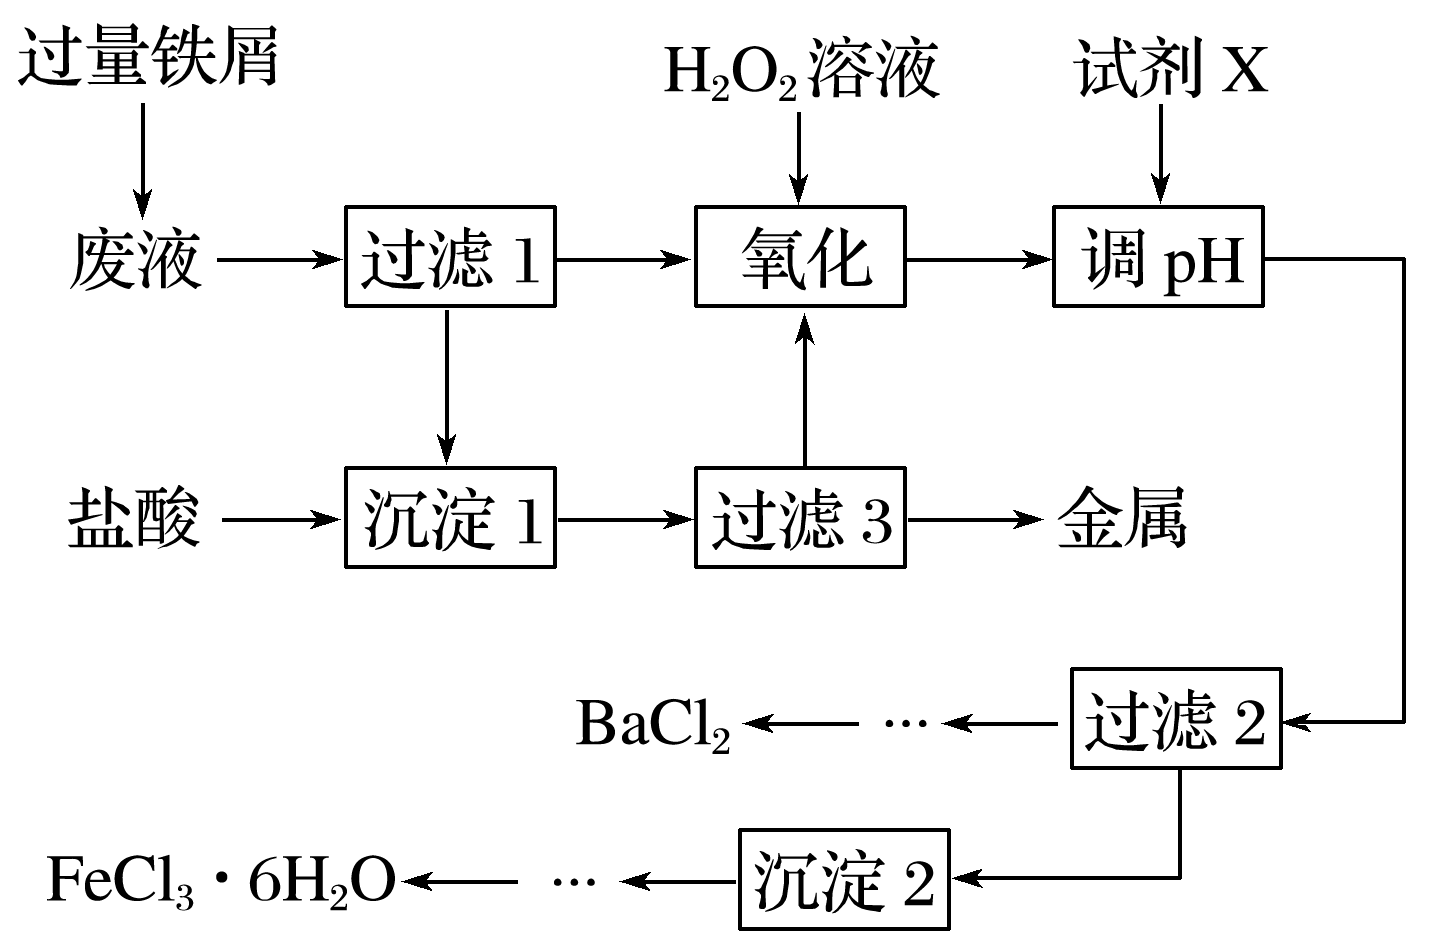 过量铁屑
H₂O₂溶液
试剂 X
废液
过滤 1
氧化
调 pH
盐酸
沉淀 1
过滤 3
金属
BaCl₂
···
过滤 2
FeCl₃·6H₂O
···
沉淀 2